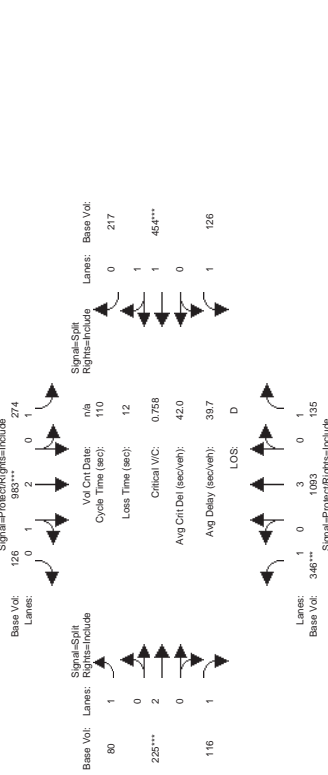 Signal=Protect/Rights=Include
Base Vol: 126 983*** 274
Lanes: 0 1 2 0 1
Signal=Split
Rights=Include
Signal=Split
Rights=Include
Base Vol: Lanes:
Lanes: Base Vol:
Vol Cnt Date: n/a
Cycle Time (sec): 110
80 1
0 217
Loss Time (sec): 12
0
1
225*** 2
Critical V/C: 0.758
1 454***
0
Avg Crit Del (sec/veh): 42.0
0
116 1
Avg Delay (sec/veh): 39.7
1 126
LOS: D
Lanes: 1 0 3 0 1
Base Vol: 346*** 1093 135
Signal=Protect/Rights=Include